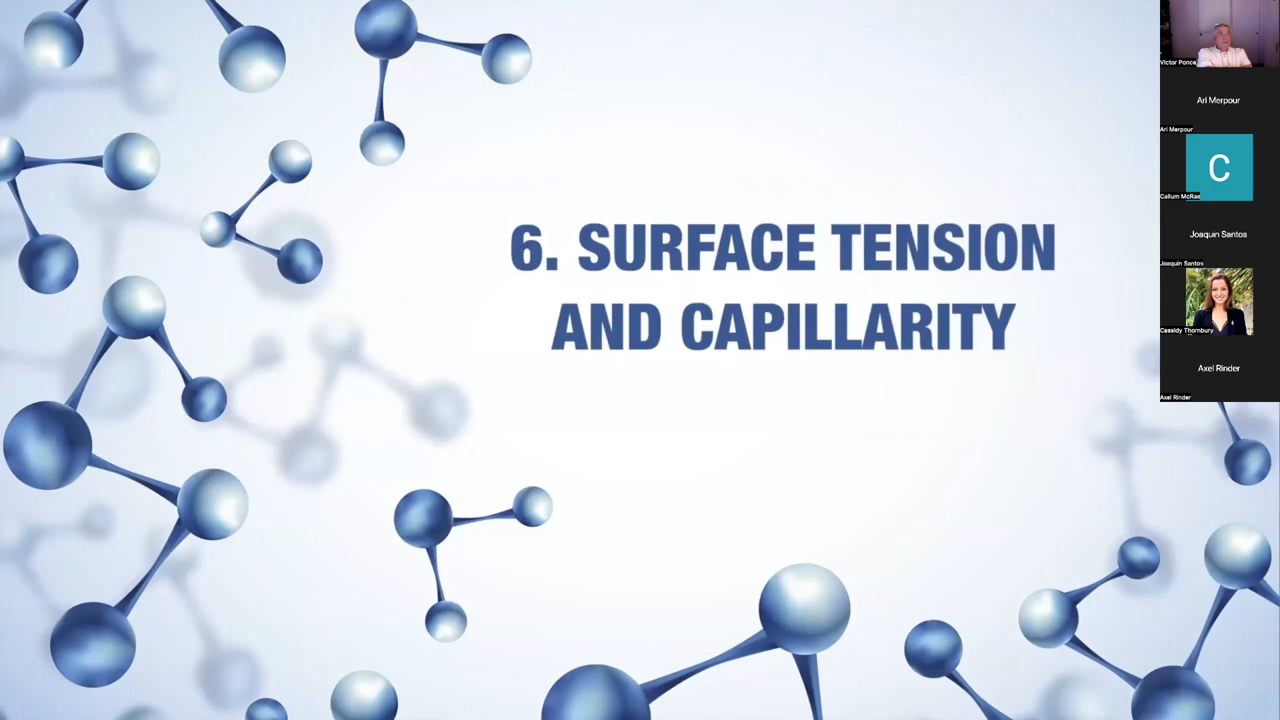 6. SURFACE TENSION
AND CAPILLARITY
Victor Ponce
Ari Merpour
Ari Merpour
C
Callum McRae
Joaquin Santos
Joaquin Santos
Cassidy Thornbury
Axel Rinder
Axel Rinder